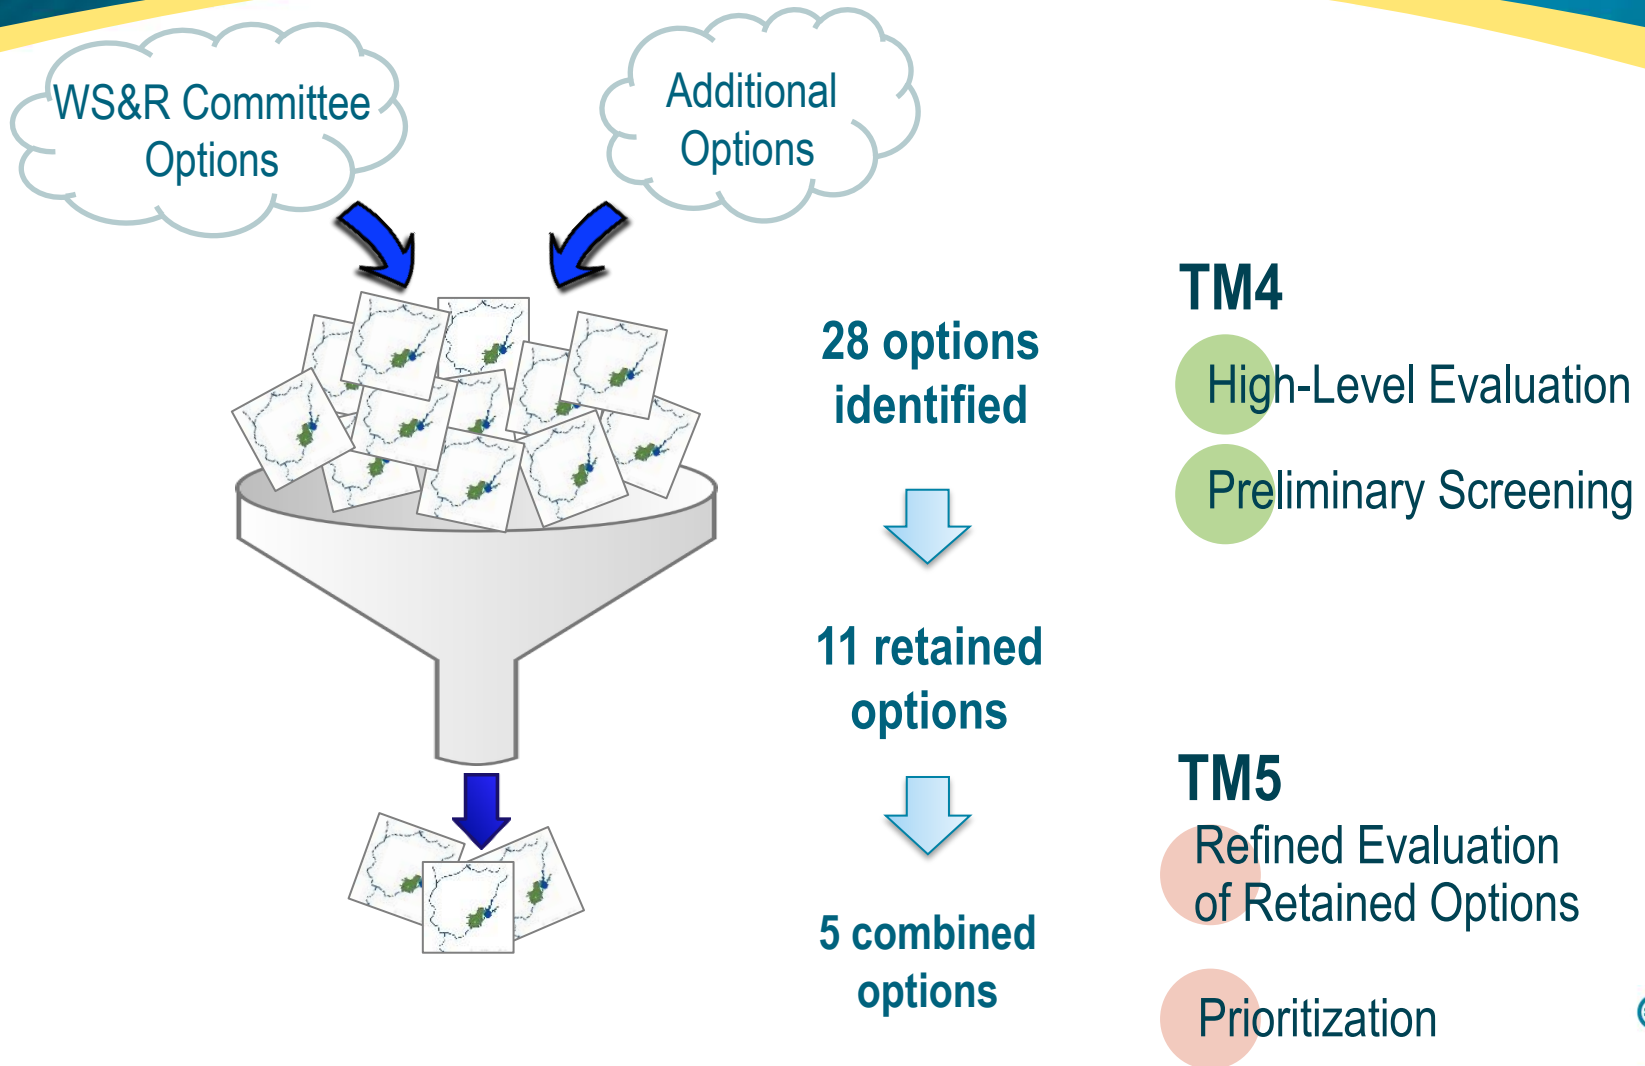 WS&R Committee
Options
Additional
Options
28 options
identified
11 retained
options
5 combined
options
TM4
High-Level Evaluation
Preliminary Screening
TM5
Refined Evaluation
of Retained Options
Prioritization